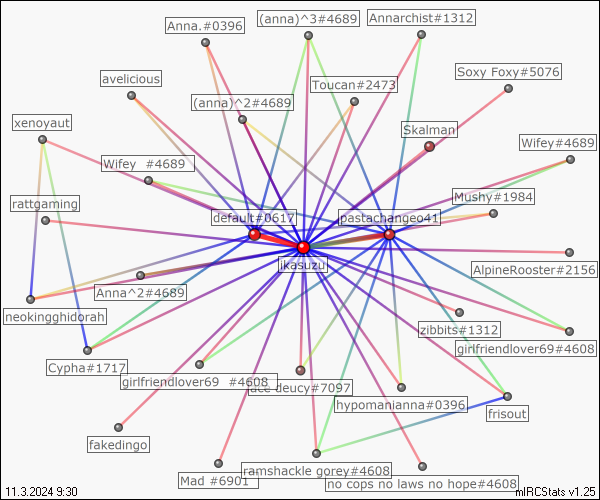 (anna)^3#4689
Annarchist#1312
Anna.#0396
Soxy Foxy#5076
avelicious
Toucan#2473
(anna)^2#4689
xenoyaut
Skalman
Wifey#4689
Wifey  #4689
Mushy#1984
rattgaming
default#0617
pastachangeo41
ikasuzu
AlpineRooster#2156
Anna^2#4689
neokingghidorah
zibbits#1312
girlfriendlover69#4608
Cypha#1717
girlfriendlover69  #4608
ace deucy#7097
hypomanianna#0396
frisout
fakedingo
ramshackle gorey#4608
Mad #6901
no cops no laws no hope#4608
11.3.2024 9:30
mIRCStats v1.25